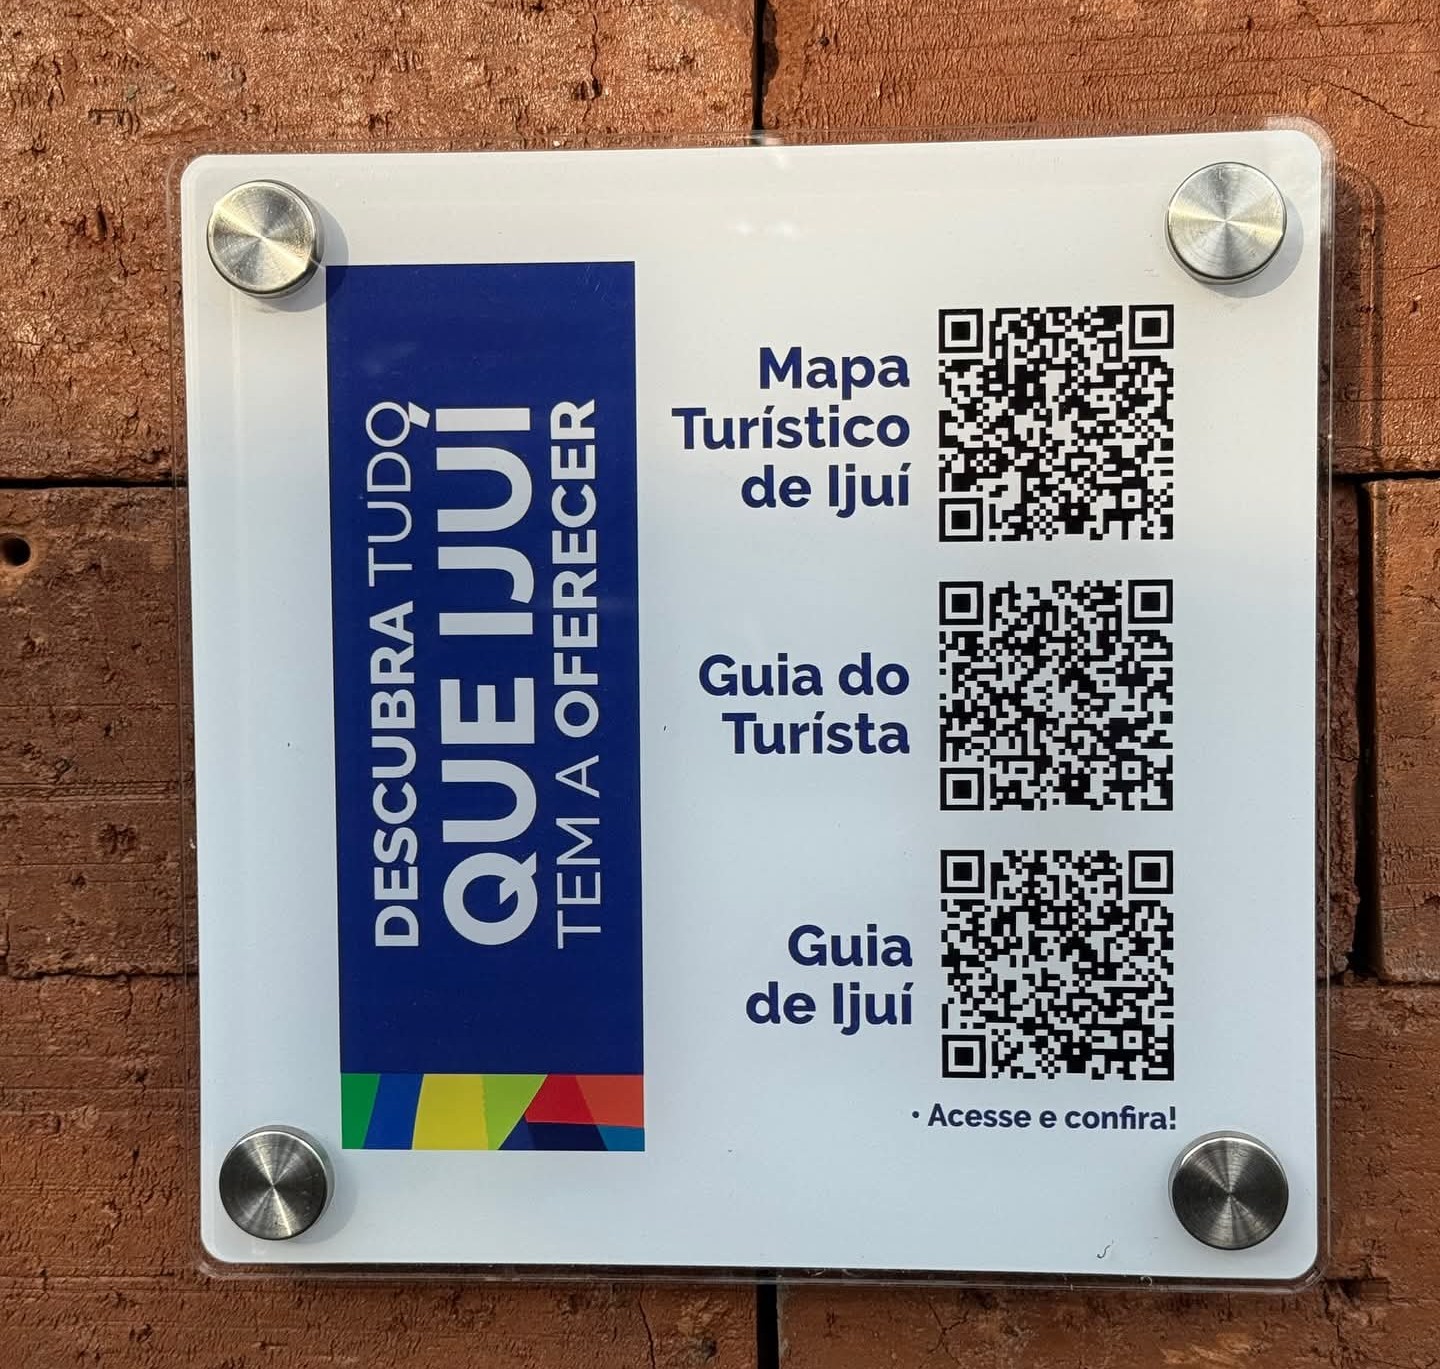 DESCUBRA TUDO
QUE IJUÍ
TEM A OFERECER
Mapa
Turístico
de Ijuí
Guia do
Turísta
Guia
de Ijuí
• Acesse e confira!